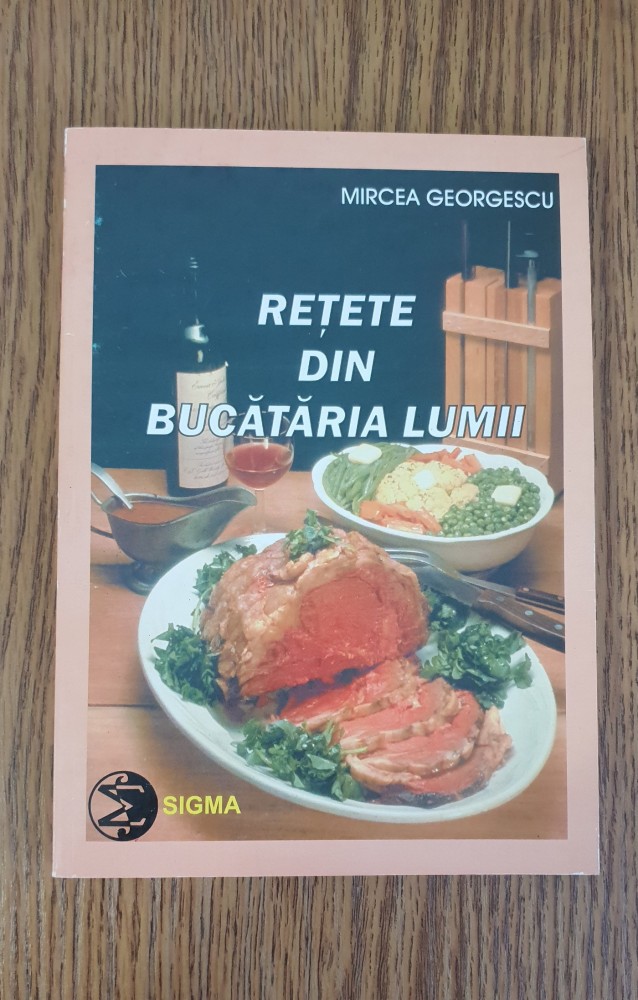 MIRCEA GEORGESCU
REȚETE
DIN
BUCĂTĂRIA LUMII
SIGMA